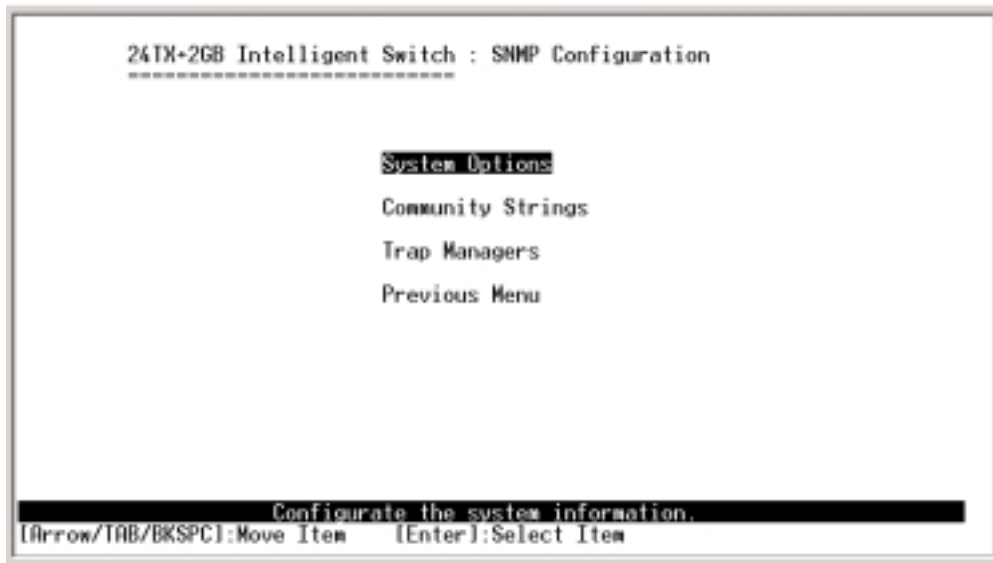 24TX+2GB Intelligent Switch : SNMP Configuration
===========================
System Options
Community Strings
Trap Managers
Previous Menu
Configurate the system information.
[Arrow/TAB/BKSPC]:Move Item [Enter]:Select Item